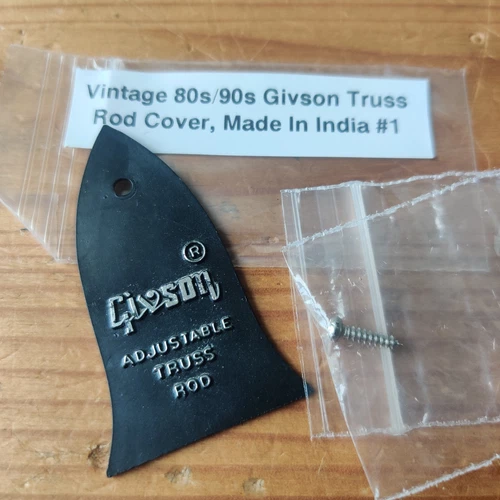 Vintage 80s/90s Givson Truss
Rod Cover, Made In India #1
®
Givson
ADJUSTABLE
TRUSS
ROD